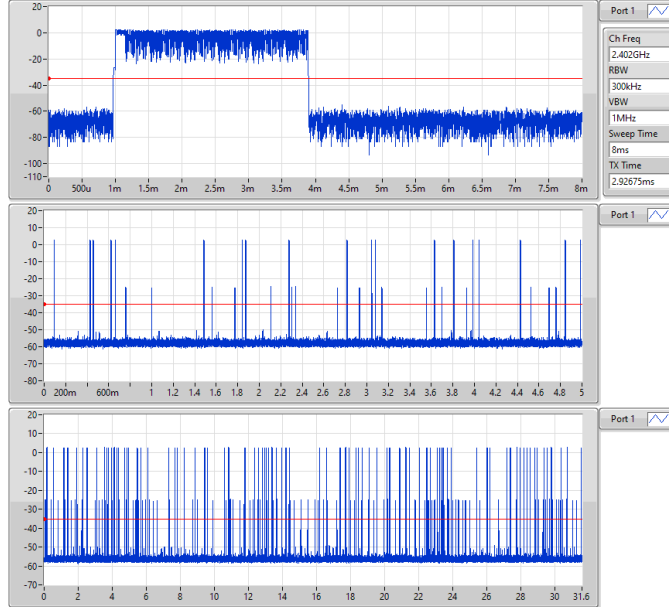 20-
0-
-20-
-40-
-60-
-80-
-100-
-110-
0 500u 1m 1.5m 2m 2.5m 3m 3.5m 4m 4.5m 5m 5.5m 6m 6.5m 7m 7.5m 8m
Port 1
Ch Freq
2.402GHz
RBW
300kHz
VBW
1MHz
Sweep Time
8ms
TX Time
2.92675ms
20-
10-
0-
-10-
-20-
-30-
-40-
-50-
-60-
-70-
-80-
0 200m 600m 1 1.2 1.4 1.6 1.8 2 2.2 2.4 2.6 2.8 3 3.2 3.4 3.6 3.8 4 4.2 4.4 4.6 4.8 5
Port 1
20-
10-
0-
-10-
-20-
-30-
-40-
-50-
-60-
-70-
0 2 4 6 8 10 12 14 16 18 20 22 24 26 28 30 31.6
Port 1